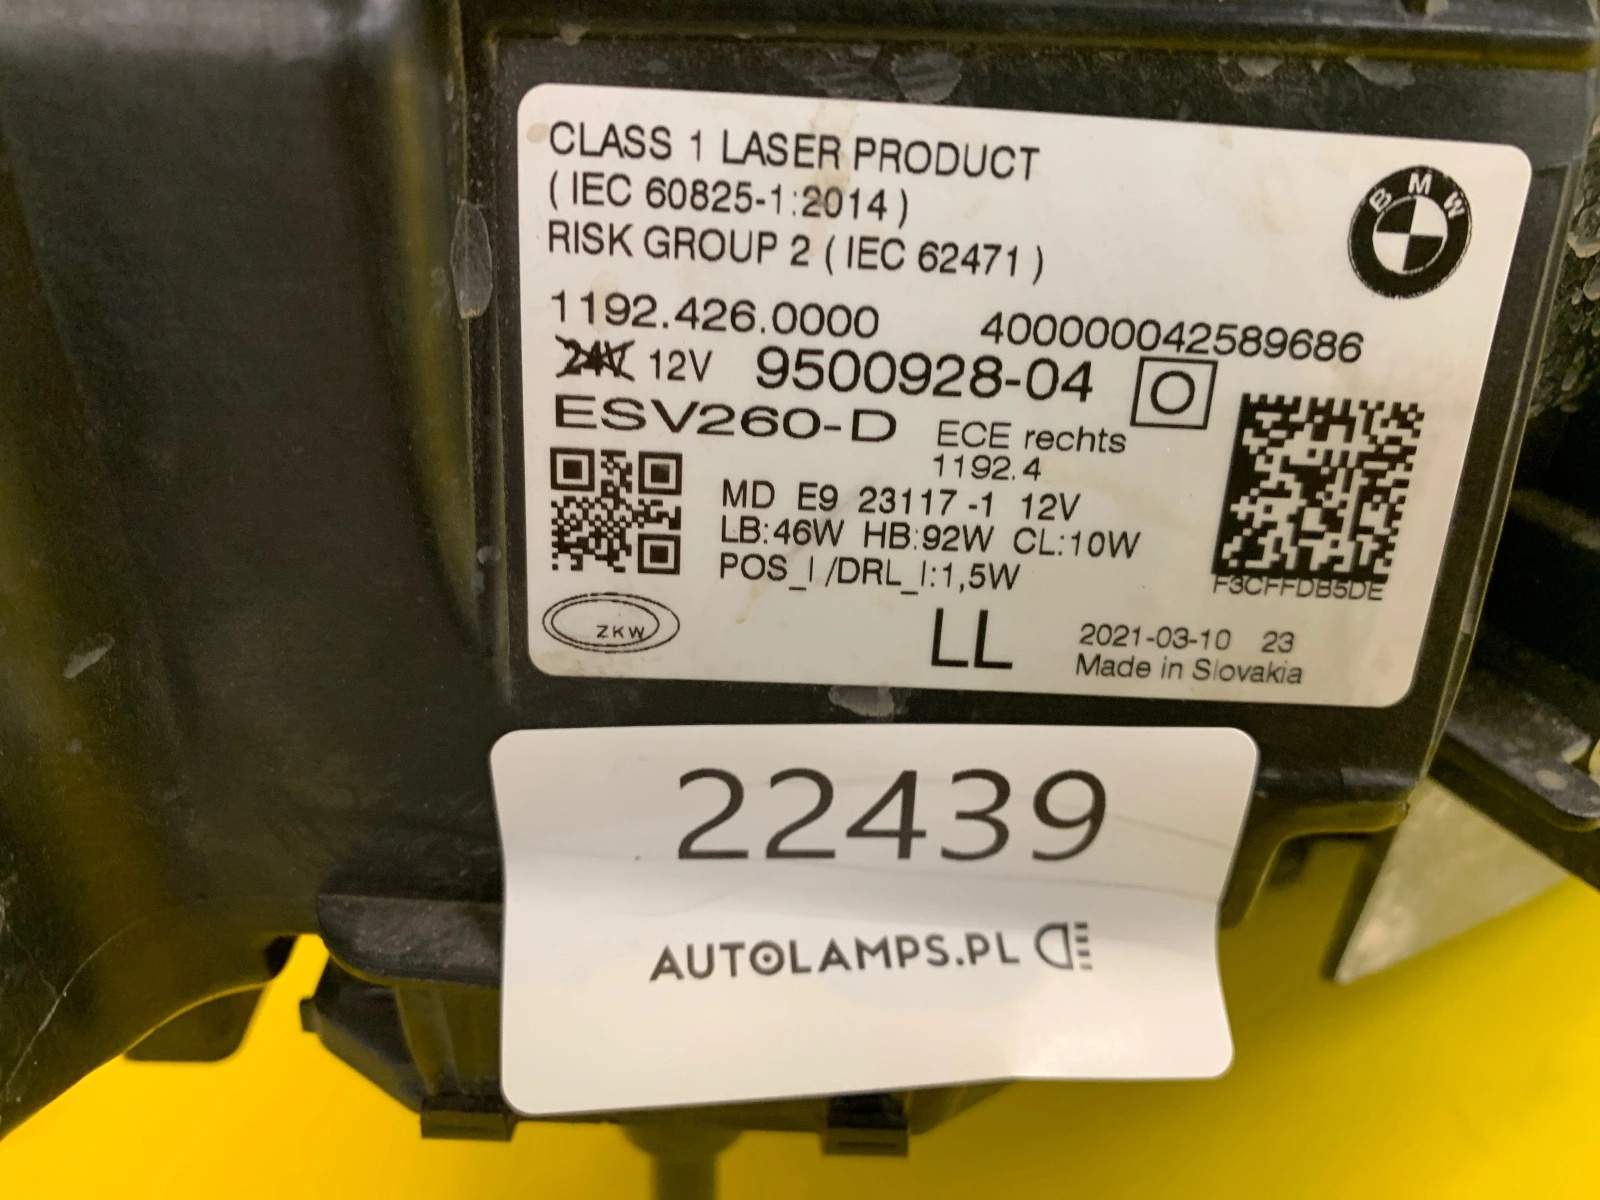 CLASS 1 LASER PRODUCT
( IEC 60825-1:2014 )
RISK GROUP 2 ( IEC 62471 )
BMW
1192.426.0000 400000042589686
24V 12V 9500928-04 O
ESV260-D ECE rechts
1192.4
MD E9 23117 -1 12V
LB:46W HB:92W CL:10W
POS_I /DRL_I:1,5W
F3CFFDB5DE
ZKW
LL
2021-03-10 23
Made in Slovakia
22439
AUTOLAMPS.PL